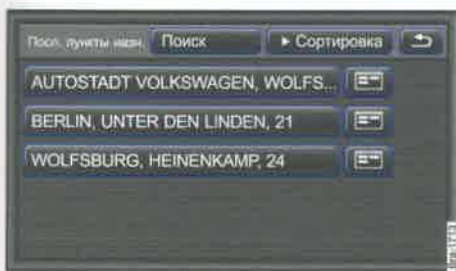 Посл. пункты назн. Поиск ► Сортировка
AUTOSTADT VOLKSWAGEN, WOLFS...
BERLIN, UNTER DEN LINDEN, 21
WOLFSBURG, HEINENKAMP, 24